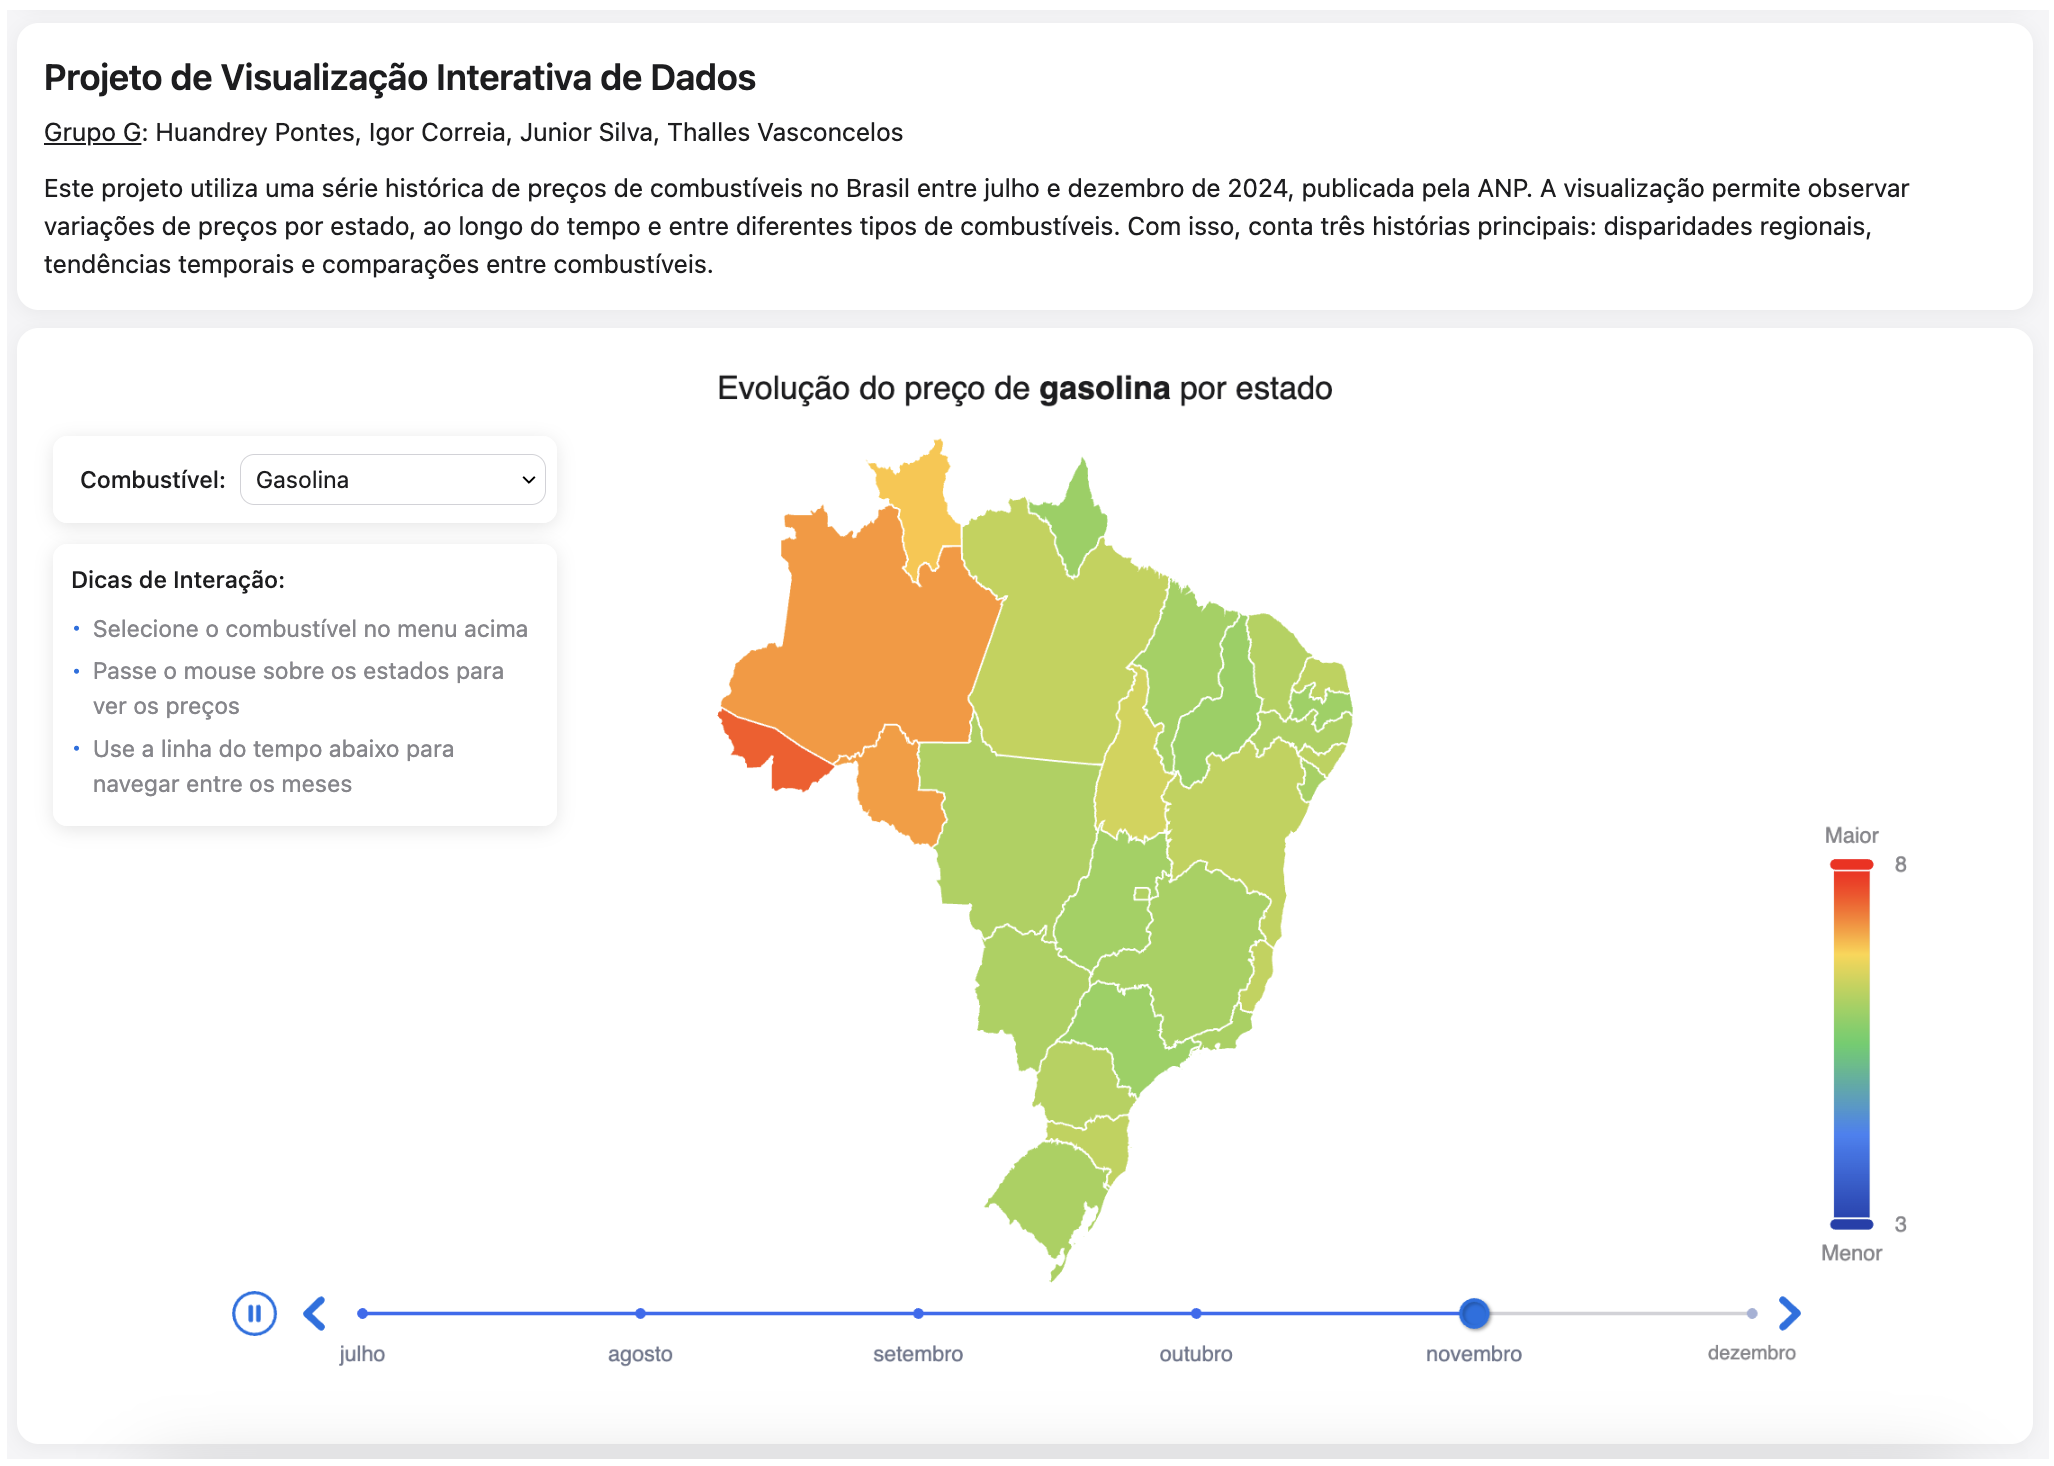 Projeto de Visualização Interativa de Dados
Grupo G: Huandrey Pontes, Igor Correia, Junior Silva, Thalles Vasconcelos
Este projeto utiliza uma série histórica de preços de combustíveis no Brasil entre julho e dezembro de 2024, publicada pela ANP. A visualização permite observar
variações de preços por estado, ao longo do tempo e entre diferentes tipos de combustíveis. Com isso, conta três histórias principais: disparidades regionais,
tendências temporais e comparações entre combustíveis.
Evolução do preço de gasolina por estado
Combustível: Gasolina
Dicas de Interação:
• Selecione o combustível no menu acima
• Passe o mouse sobre os estados para
ver os preços
• Use a linha do tempo abaixo para
navegar entre os meses
Maior
8
3
Menor
julho agosto setembro outubro novembro dezembro